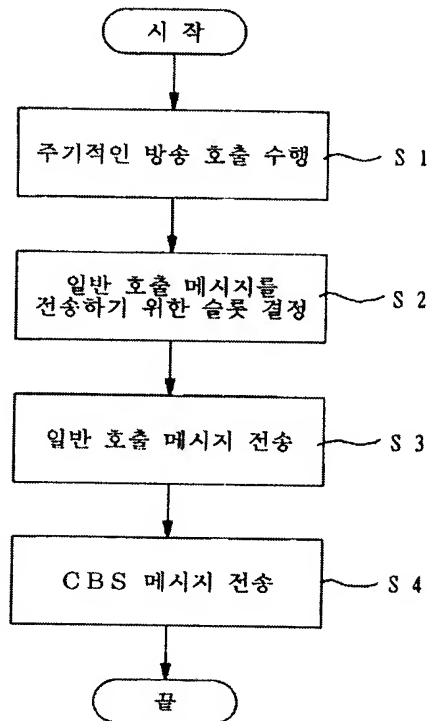 시 작
주기적인 방송 호출 수행
S 1
일반 호출 메시지를
전송하기 위한 슬롯 결정
S 2
일반 호출 메시지 전송
S 3
CBS 메시지 전송
S 4
끝